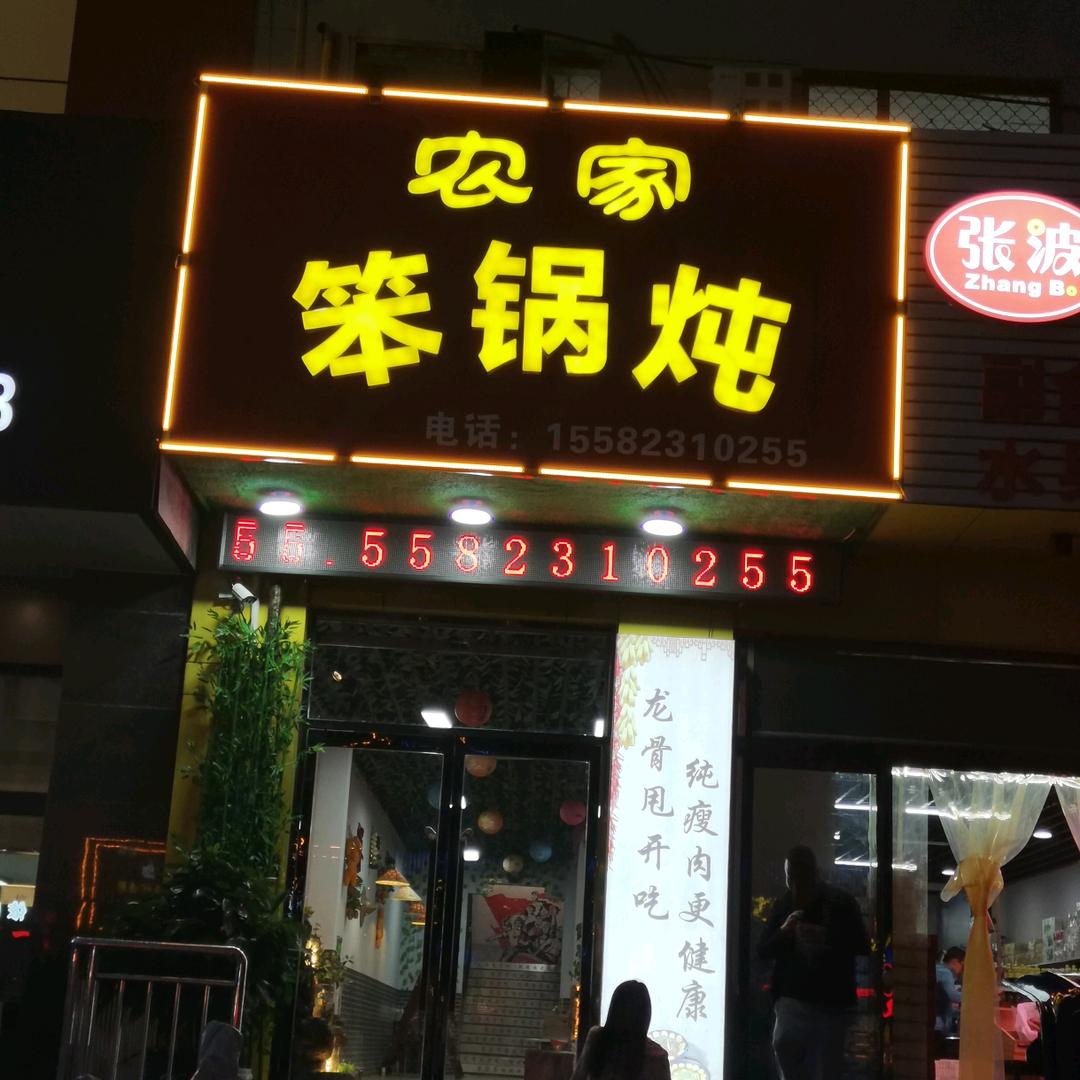 农家
笨锅炖
电话：15582310255
55.5582310255
龙骨甩开吃
纯瘦肉更健康
张波
Zhang Bo